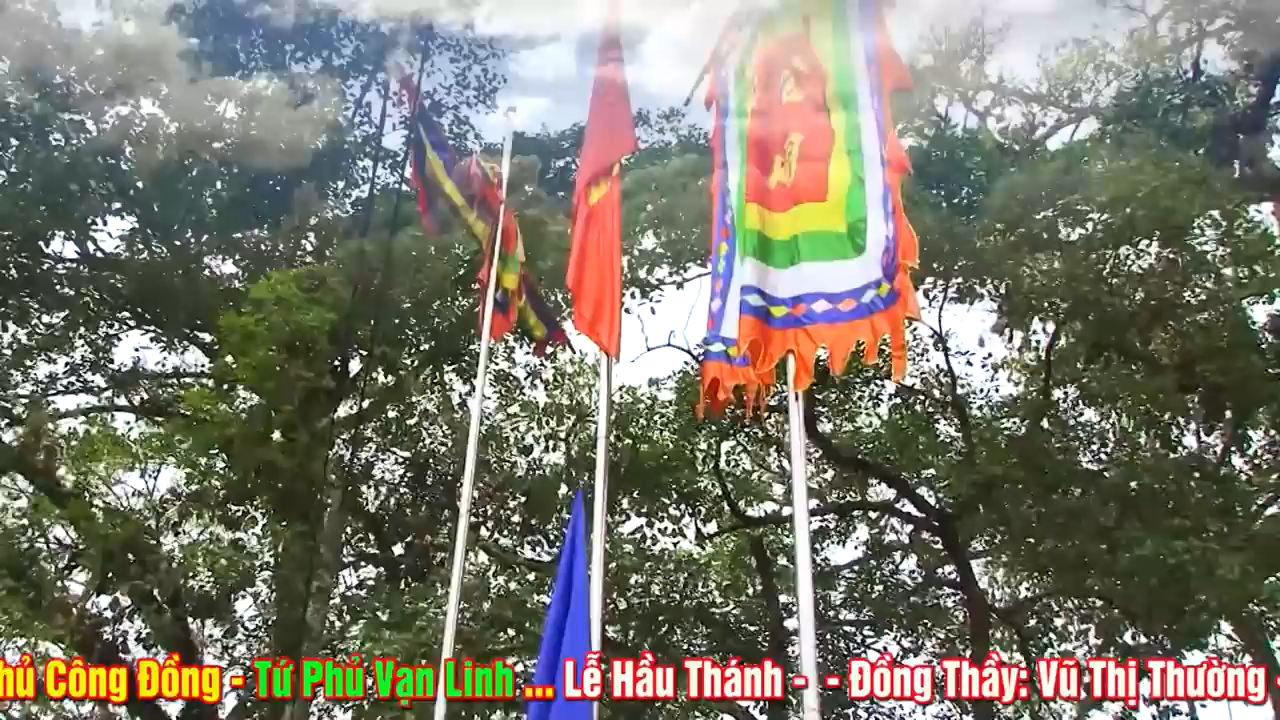 hủ Công Đồng - Tứ Phủ Vạn Linh ... Lễ Hầu Thánh - - Đồng Thầy: Vũ Thị Thường -